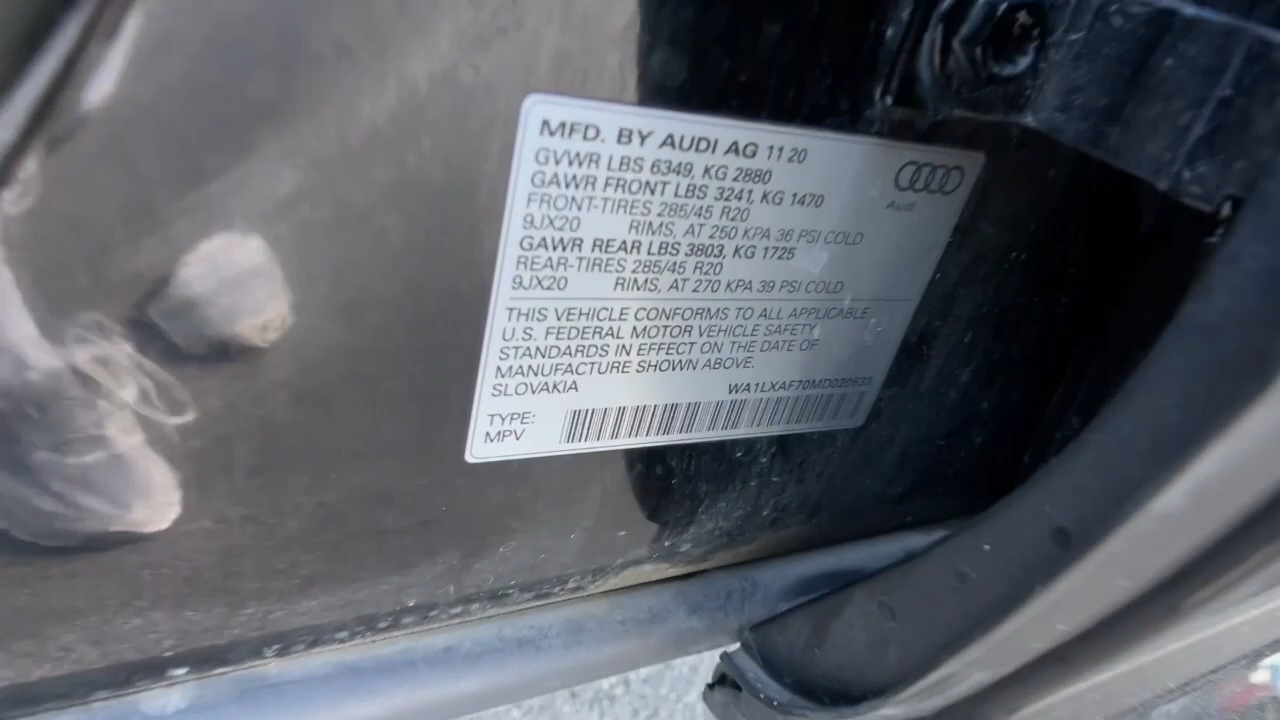 MFD. BY AUDI AG 11 20
GVWR LBS 6349, KG 2880
GAWR FRONT LBS 3241, KG 1470
FRONT-TIRES 285/45 R20
9JX20 RIMS, AT 250 KPA 36 PSI COLD
GAWR REAR LBS 3803, KG 1725
REAR-TIRES 285/45 R20
9JX20 RIMS, AT 270 KPA 39 PSI COLD
Audi
THIS VEHICLE CONFORMS TO ALL APPLICABLE
U.S. FEDERAL MOTOR VEHICLE SAFETY
STANDARDS IN EFFECT ON THE DATE OF
MANUFACTURE SHOWN ABOVE.
SLOVAKIA
TYPE:
MPV